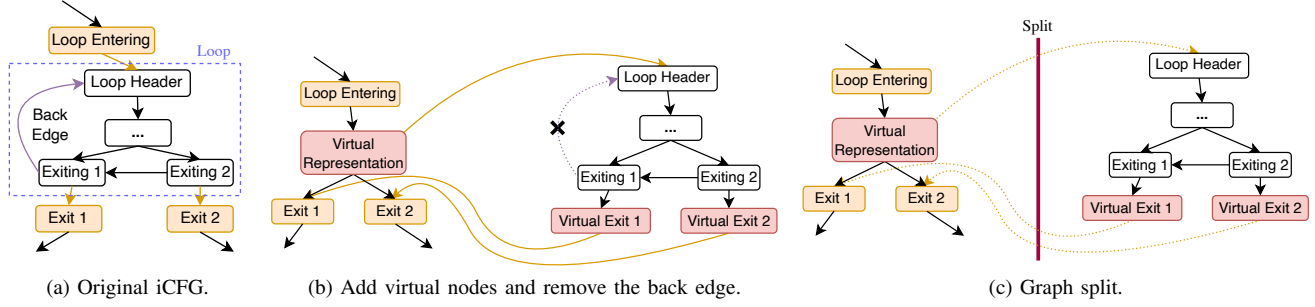 Loop Entering
Loop
Loop Header
Back
Edge
...
Exiting 1
Exiting 2
Exit 1
Exit 2
(a) Original iCFG.
Loop Entering
Virtual
Representation
Exit 1
Exit 2
Loop Header
...
Exiting 1
Exiting 2
Virtual Exit 1
Virtual Exit 2
(b) Add virtual nodes and remove the back edge.
Split
Loop Entering
Virtual
Representation
Exit 1
Exit 2
Loop Header
...
Exiting 1
Exiting 2
Virtual Exit 1
Virtual Exit 2
(c) Graph split.